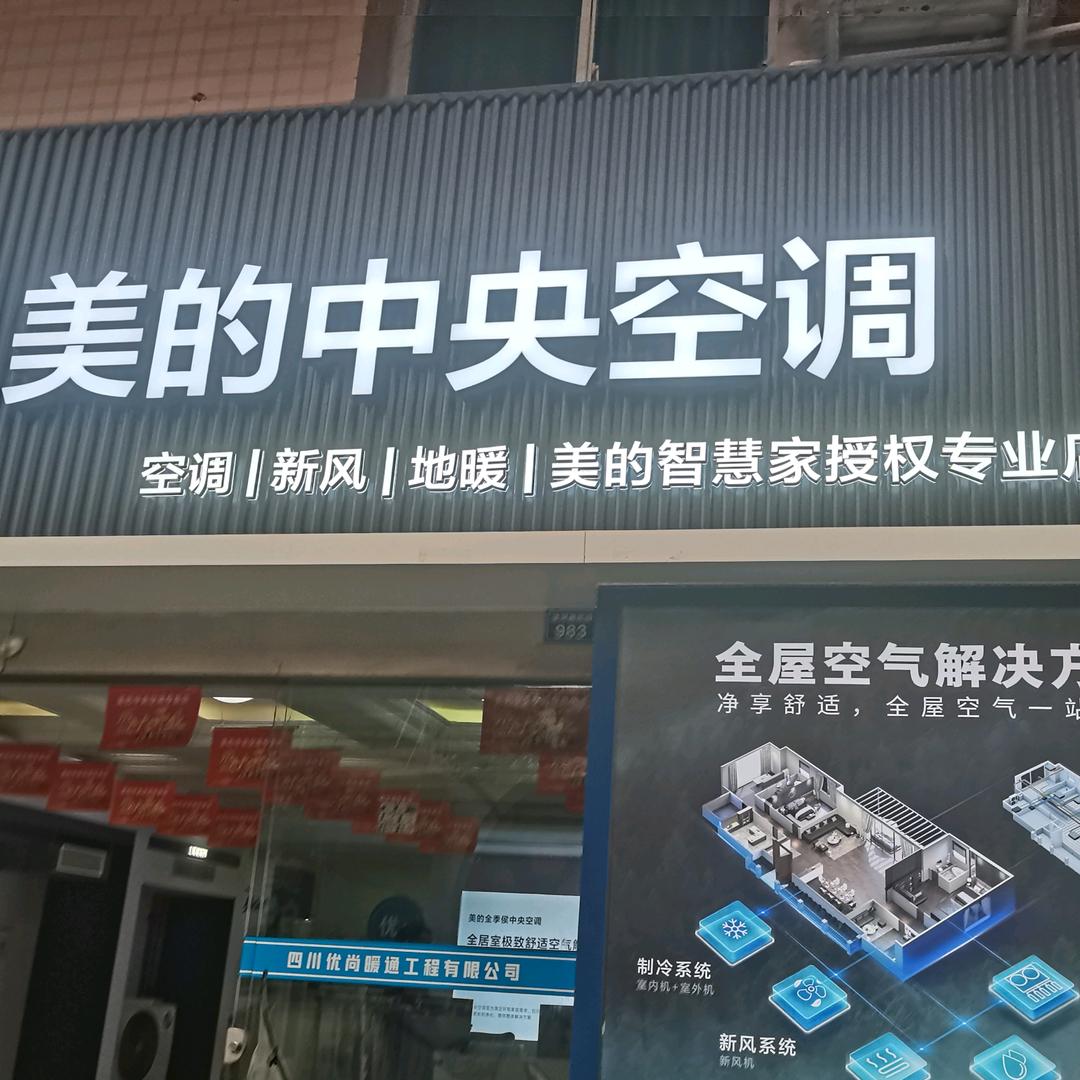 美的中央空调
空调 | 新风 | 地暖 | 美的智慧家授权专业店
983
全屋空气解决方
净享舒适，全屋空气一站
美的全季侯中央空调
全居室极致舒适空气
四川优尚暖通工程有限公司
优
制冷系统
室内机+室外机
新风系统
新风机